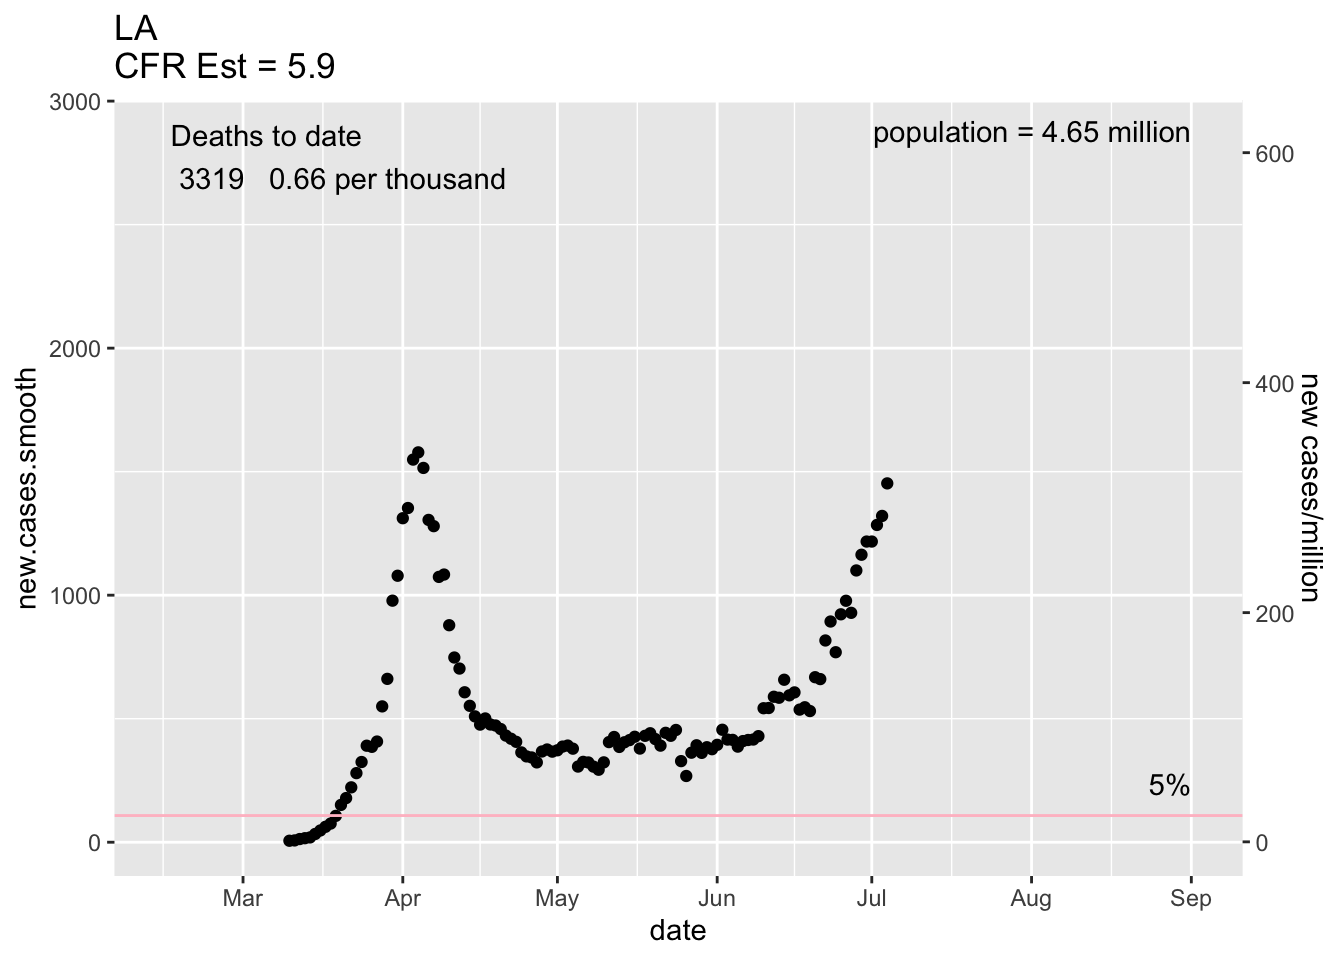 LA
CFR Est = 5.9
Deaths to date
3319 0.66 per thousand
population = 4.65 million
3000
2000
1000
0
new.cases.smooth
600
400
200
0
new cases/million
5%
Mar Apr May Jun Jul Aug Sep
date